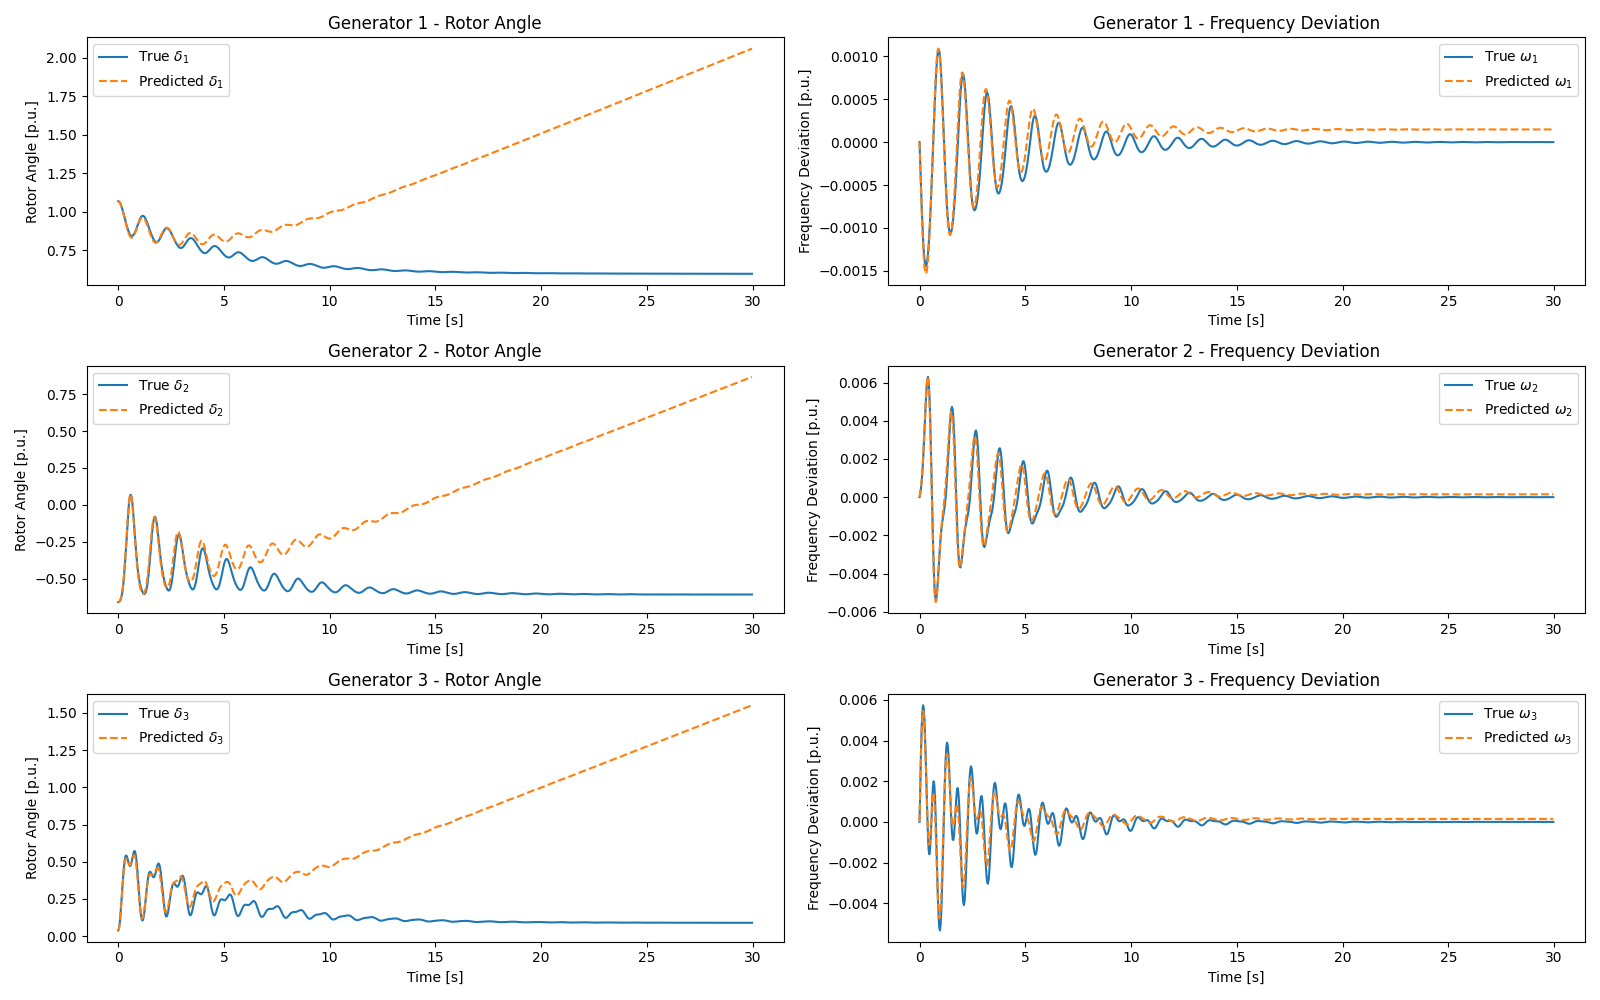 Generator 1 - Rotor Angle
True δ₁
Predicted δ₁
Rotor Angle [p.u.]
2.00
1.75
1.50
1.25
1.00
0.75
0 5 10 15 20 25 30
Time [s]
Generator 1 - Frequency Deviation
True ω₁
Predicted ω₁
Frequency Deviation [p.u.]
0.0010
0.0005
0.0000
−0.0005
−0.0010
−0.0015
0 5 10 15 20 25 30
Time [s]
Generator 2 - Rotor Angle
True δ₂
Predicted δ₂
Rotor Angle [p.u.]
0.75
0.50
0.25
0.00
−0.25
−0.50
0 5 10 15 20 25 30
Time [s]
Generator 2 - Frequency Deviation
True ω₂
Predicted ω₂
Frequency Deviation [p.u.]
0.006
0.004
0.002
0.000
−0.002
−0.004
−0.006
0 5 10 15 20 25 30
Time [s]
Generator 3 - Rotor Angle
True δ₃
Predicted δ₃
Rotor Angle [p.u.]
1.50
1.25
1.00
0.75
0.50
0.25
0.00
0 5 10 15 20 25 30
Time [s]
Generator 3 - Frequency Deviation
True ω₃
Predicted ω₃
Frequency Deviation [p.u.]
0.006
0.004
0.002
0.000
−0.002
−0.004
0 5 10 15 20 25 30
Time [s]